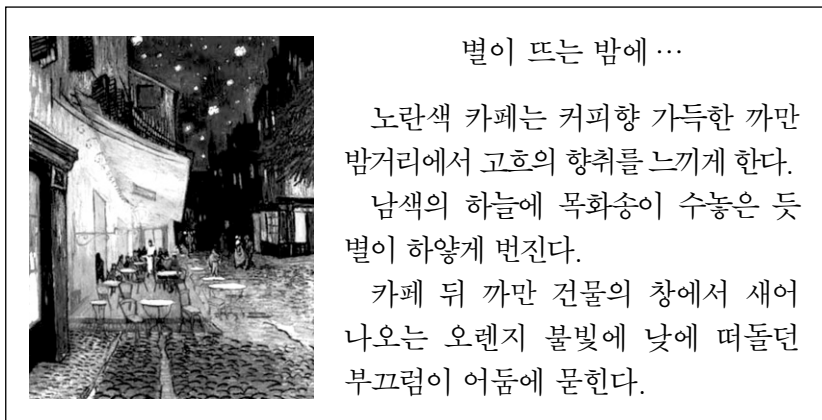 별이 뜨는 밤에 …
노란색 카페는 커피향 가득한 까만
밤거리에서 고흐의 향취를 느끼게 한다.
남색의 하늘에 목화송이 수놓은 듯
별이 하얗게 번진다.
카페 뒤 까만 건물의 창에서 새어
나오는 오렌지 불빛에 낮에 떠돌던
부끄럼이 어둠에 묻힌다.